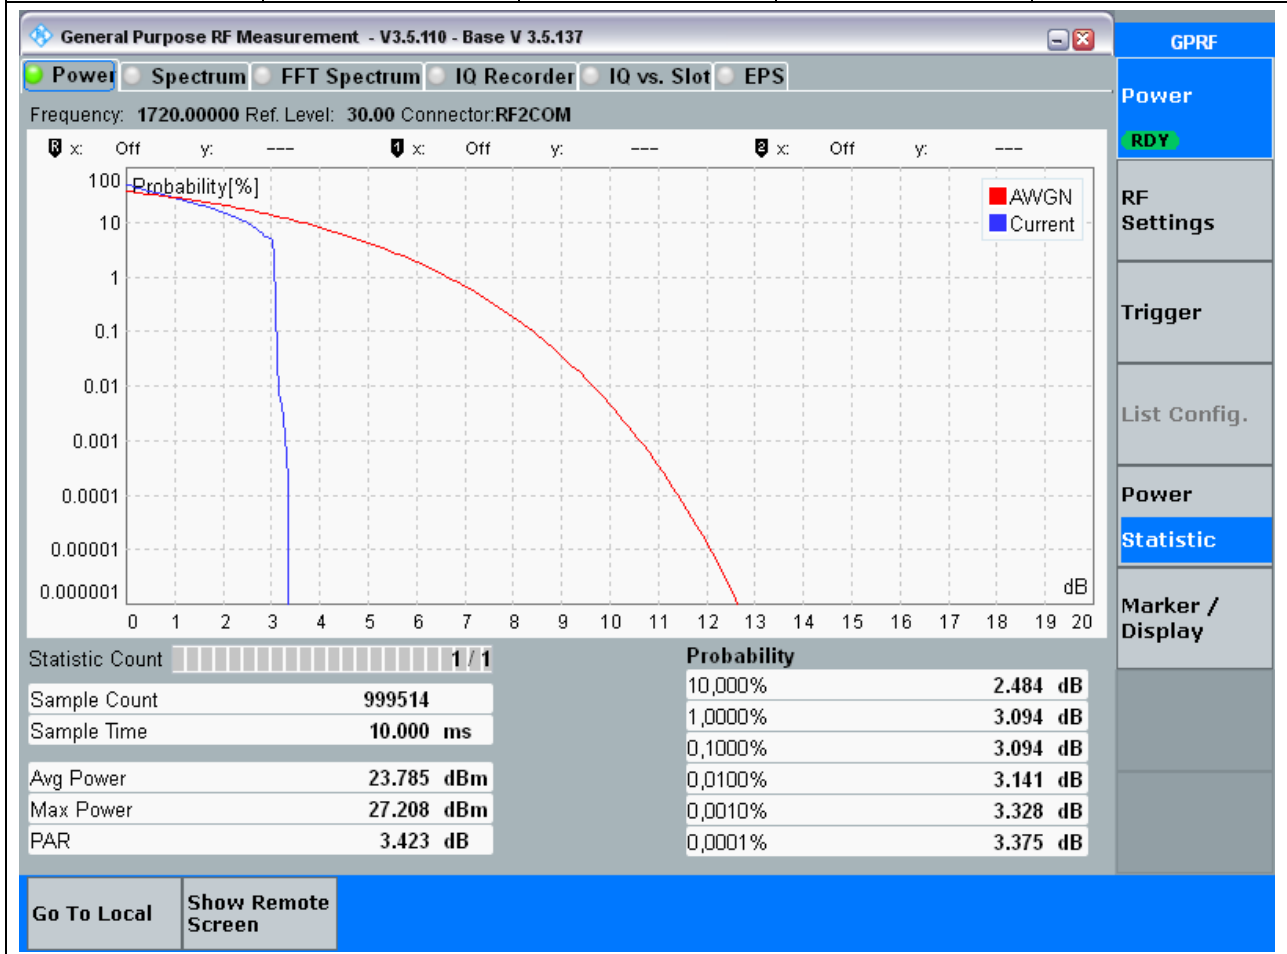 General Purpose RF Measurement - V3.5.110 - Base V 3.5.137
GPRF
Power Spectrum FFT Spectrum IQ Recorder IQ vs. Slot EPS
Frequency: 1720.00000 Ref. Level: 30.00 Connector:RF2COM
R x: Off y: --- 1 x: Off y: --- 2 x: Off y: ---
Probability[%]
100
10
1
0.1
0.01
0.001
0.0001
0.00001
0.000001
AWGN
Current
dB
0 1 2 3 4 5 6 7 8 9 10 11 12 13 14 15 16 17 18 19 20
Statistic Count 1 / 1
Sample Count 999514
Sample Time 10.000 ms
Avg Power 23.785 dBm
Max Power 27.208 dBm
PAR 3.423 dB
Probability
10,000% 2.484 dB
1,0000% 3.094 dB
0,1000% 3.094 dB
0,0100% 3.141 dB
0,0010% 3.328 dB
0,0001% 3.375 dB
Power
RDY
RF
Settings
Trigger
List Config.
Power
Statistic
Marker /
Display
Go To Local
Show Remote
Screen